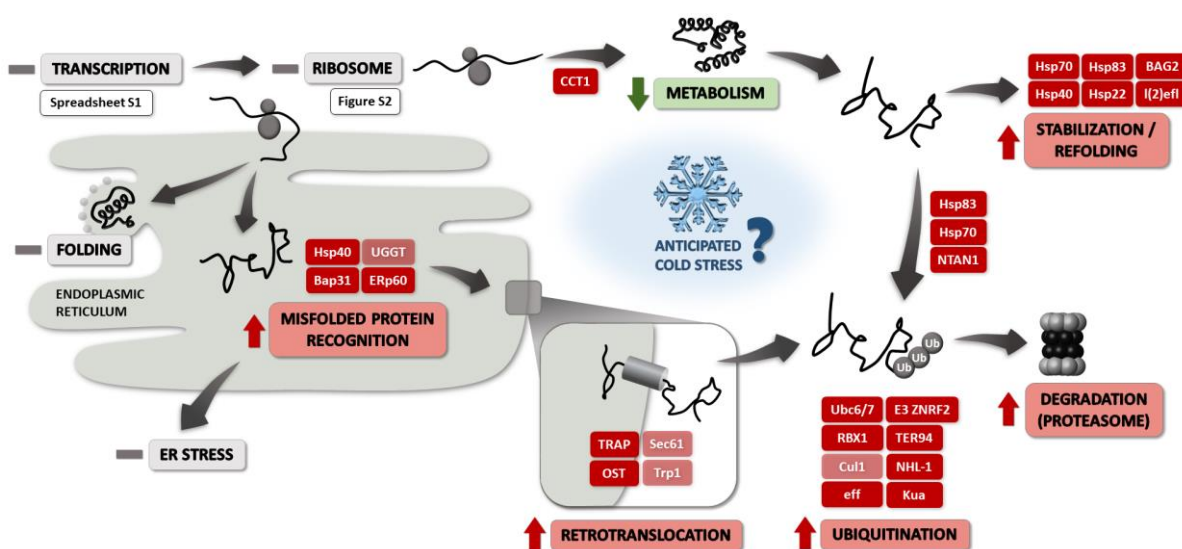 TRANSCRIPTION
Spreadsheet S1
RIBOSOME
Figure S2
CCT1
METABOLISM
Hsp70 Hsp83 BAG2
Hsp40 Hsp22 l(2)efl
STABILIZATION /
REFOLDING
FOLDING
ENDOPLASMIC
RETICULUM
Hsp40 UGGT
Bap31 ERp60
MISFOLDED PROTEIN
RECOGNITION
ANTICIPATED
COLD STRESS
?
Hsp83
Hsp70
NTAN1
ER STRESS
TRAP Sec61
OST Trp1
RETROTRANSLOCATION
Ub
Ub
Ub
Ubc6/7 E3 ZNRF2
RBX1 TER94
Cul1 NHL-1
eff Kua
UBIQUITINATION
DEGRADATION
(PROTEASOME)